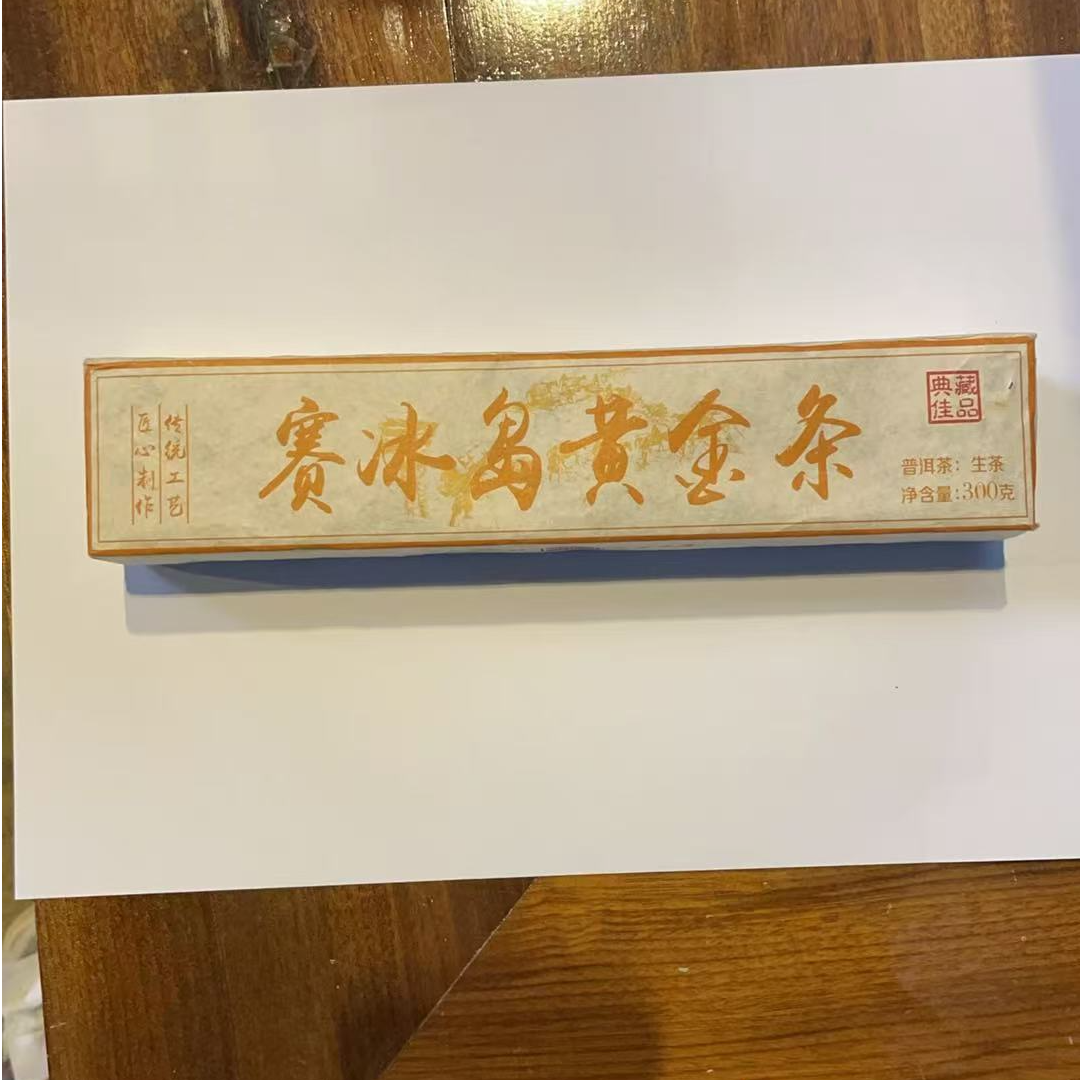 传统工艺
匠心制作
赛冰岛黄金条
典藏
佳品
普洱茶：生茶
净含量：300克